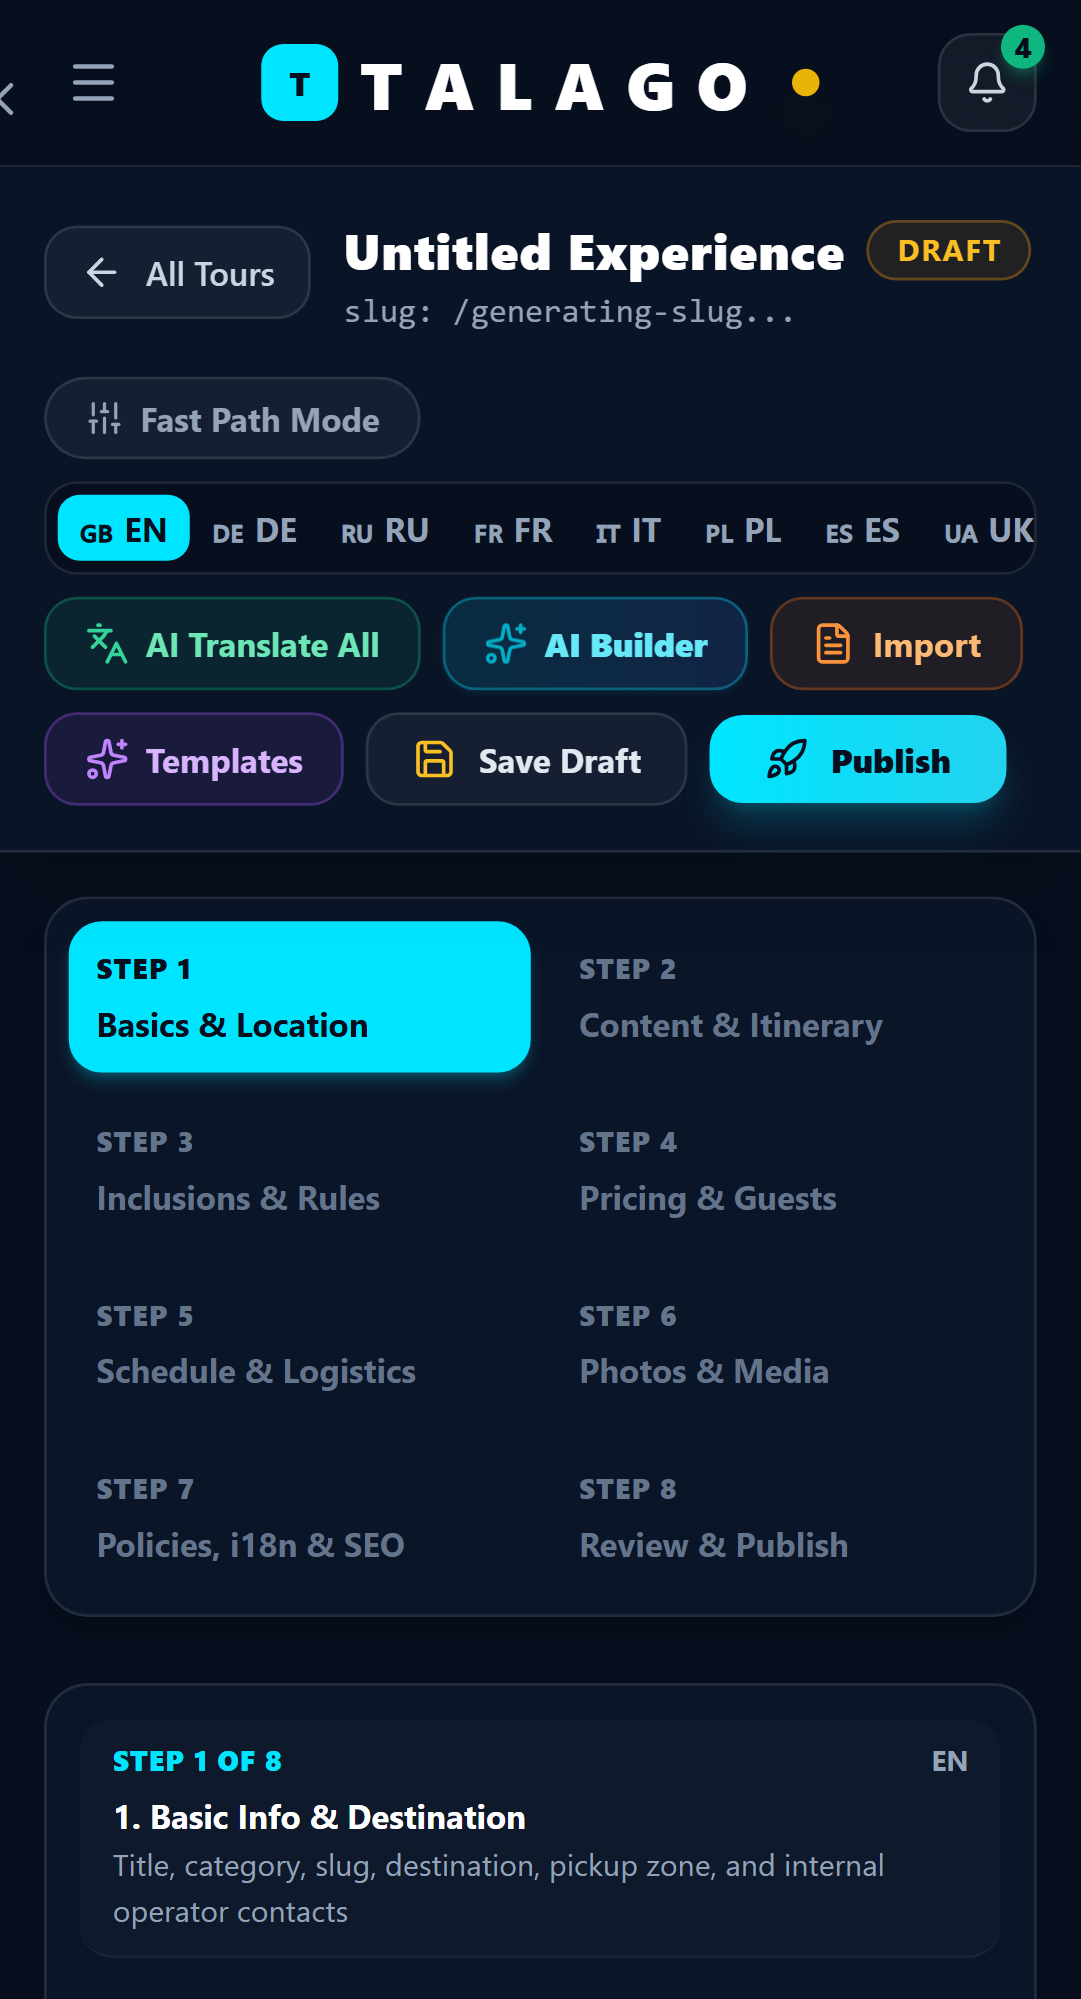 T TALAGO 4
All Tours
Untitled Experience DRAFT
slug: /generating-slug...
Fast Path Mode
GB EN DE DE RU RU FR FR IT IT PL PL ES ES UA UK
AI Translate All AI Builder Import
Templates Save Draft Publish
STEP 1
Basics & Location
STEP 2
Content & Itinerary
STEP 3
Inclusions & Rules
STEP 4
Pricing & Guests
STEP 5
Schedule & Logistics
STEP 6
Photos & Media
STEP 7
Policies, i18n & SEO
STEP 8
Review & Publish
STEP 1 OF 8 EN
1. Basic Info & Destination
Title, category, slug, destination, pickup zone, and internal
operator contacts